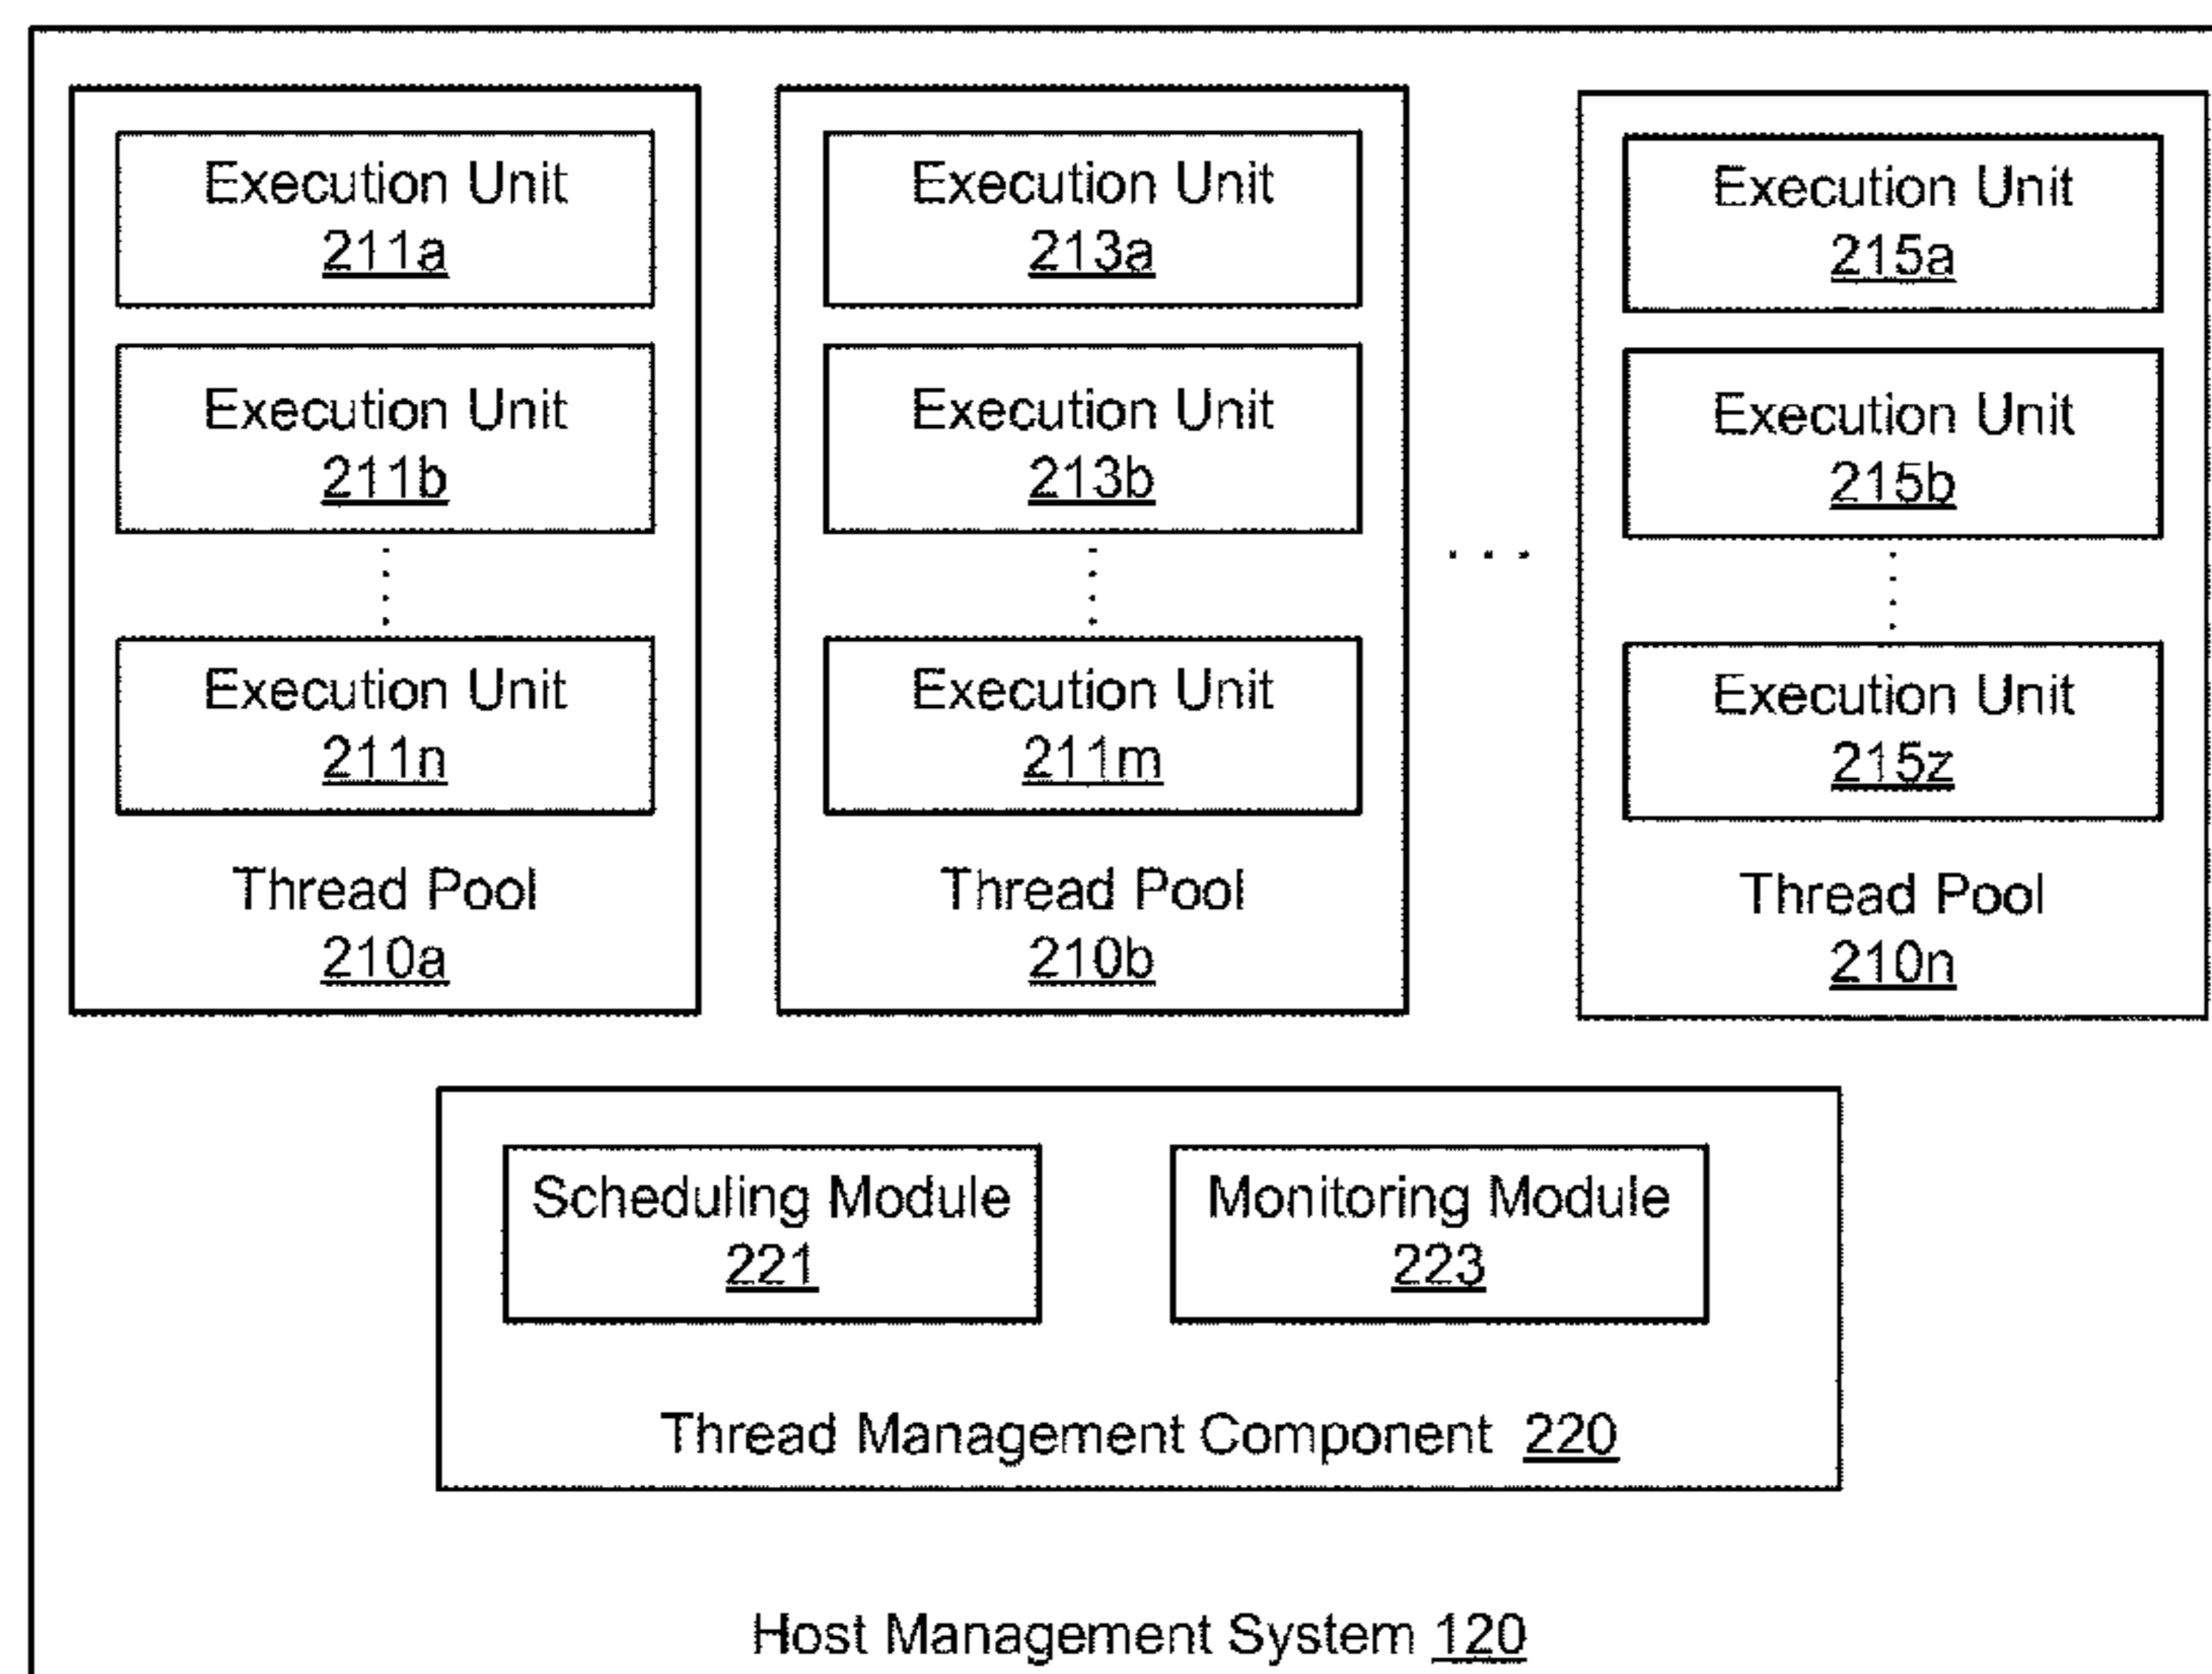 Execution Unit
211a
Execution Unit
211b
Execution Unit
211n
Thread Pool
210a
Execution Unit
213a
Execution Unit
213b
Execution Unit
211m
Thread Pool
210b
. . .
Execution Unit
215a
Execution Unit
215b
Execution Unit
215z
Thread Pool
210n
Scheduling Module
221
Monitoring Module
223
Thread Management Component 220
Host Management System 120